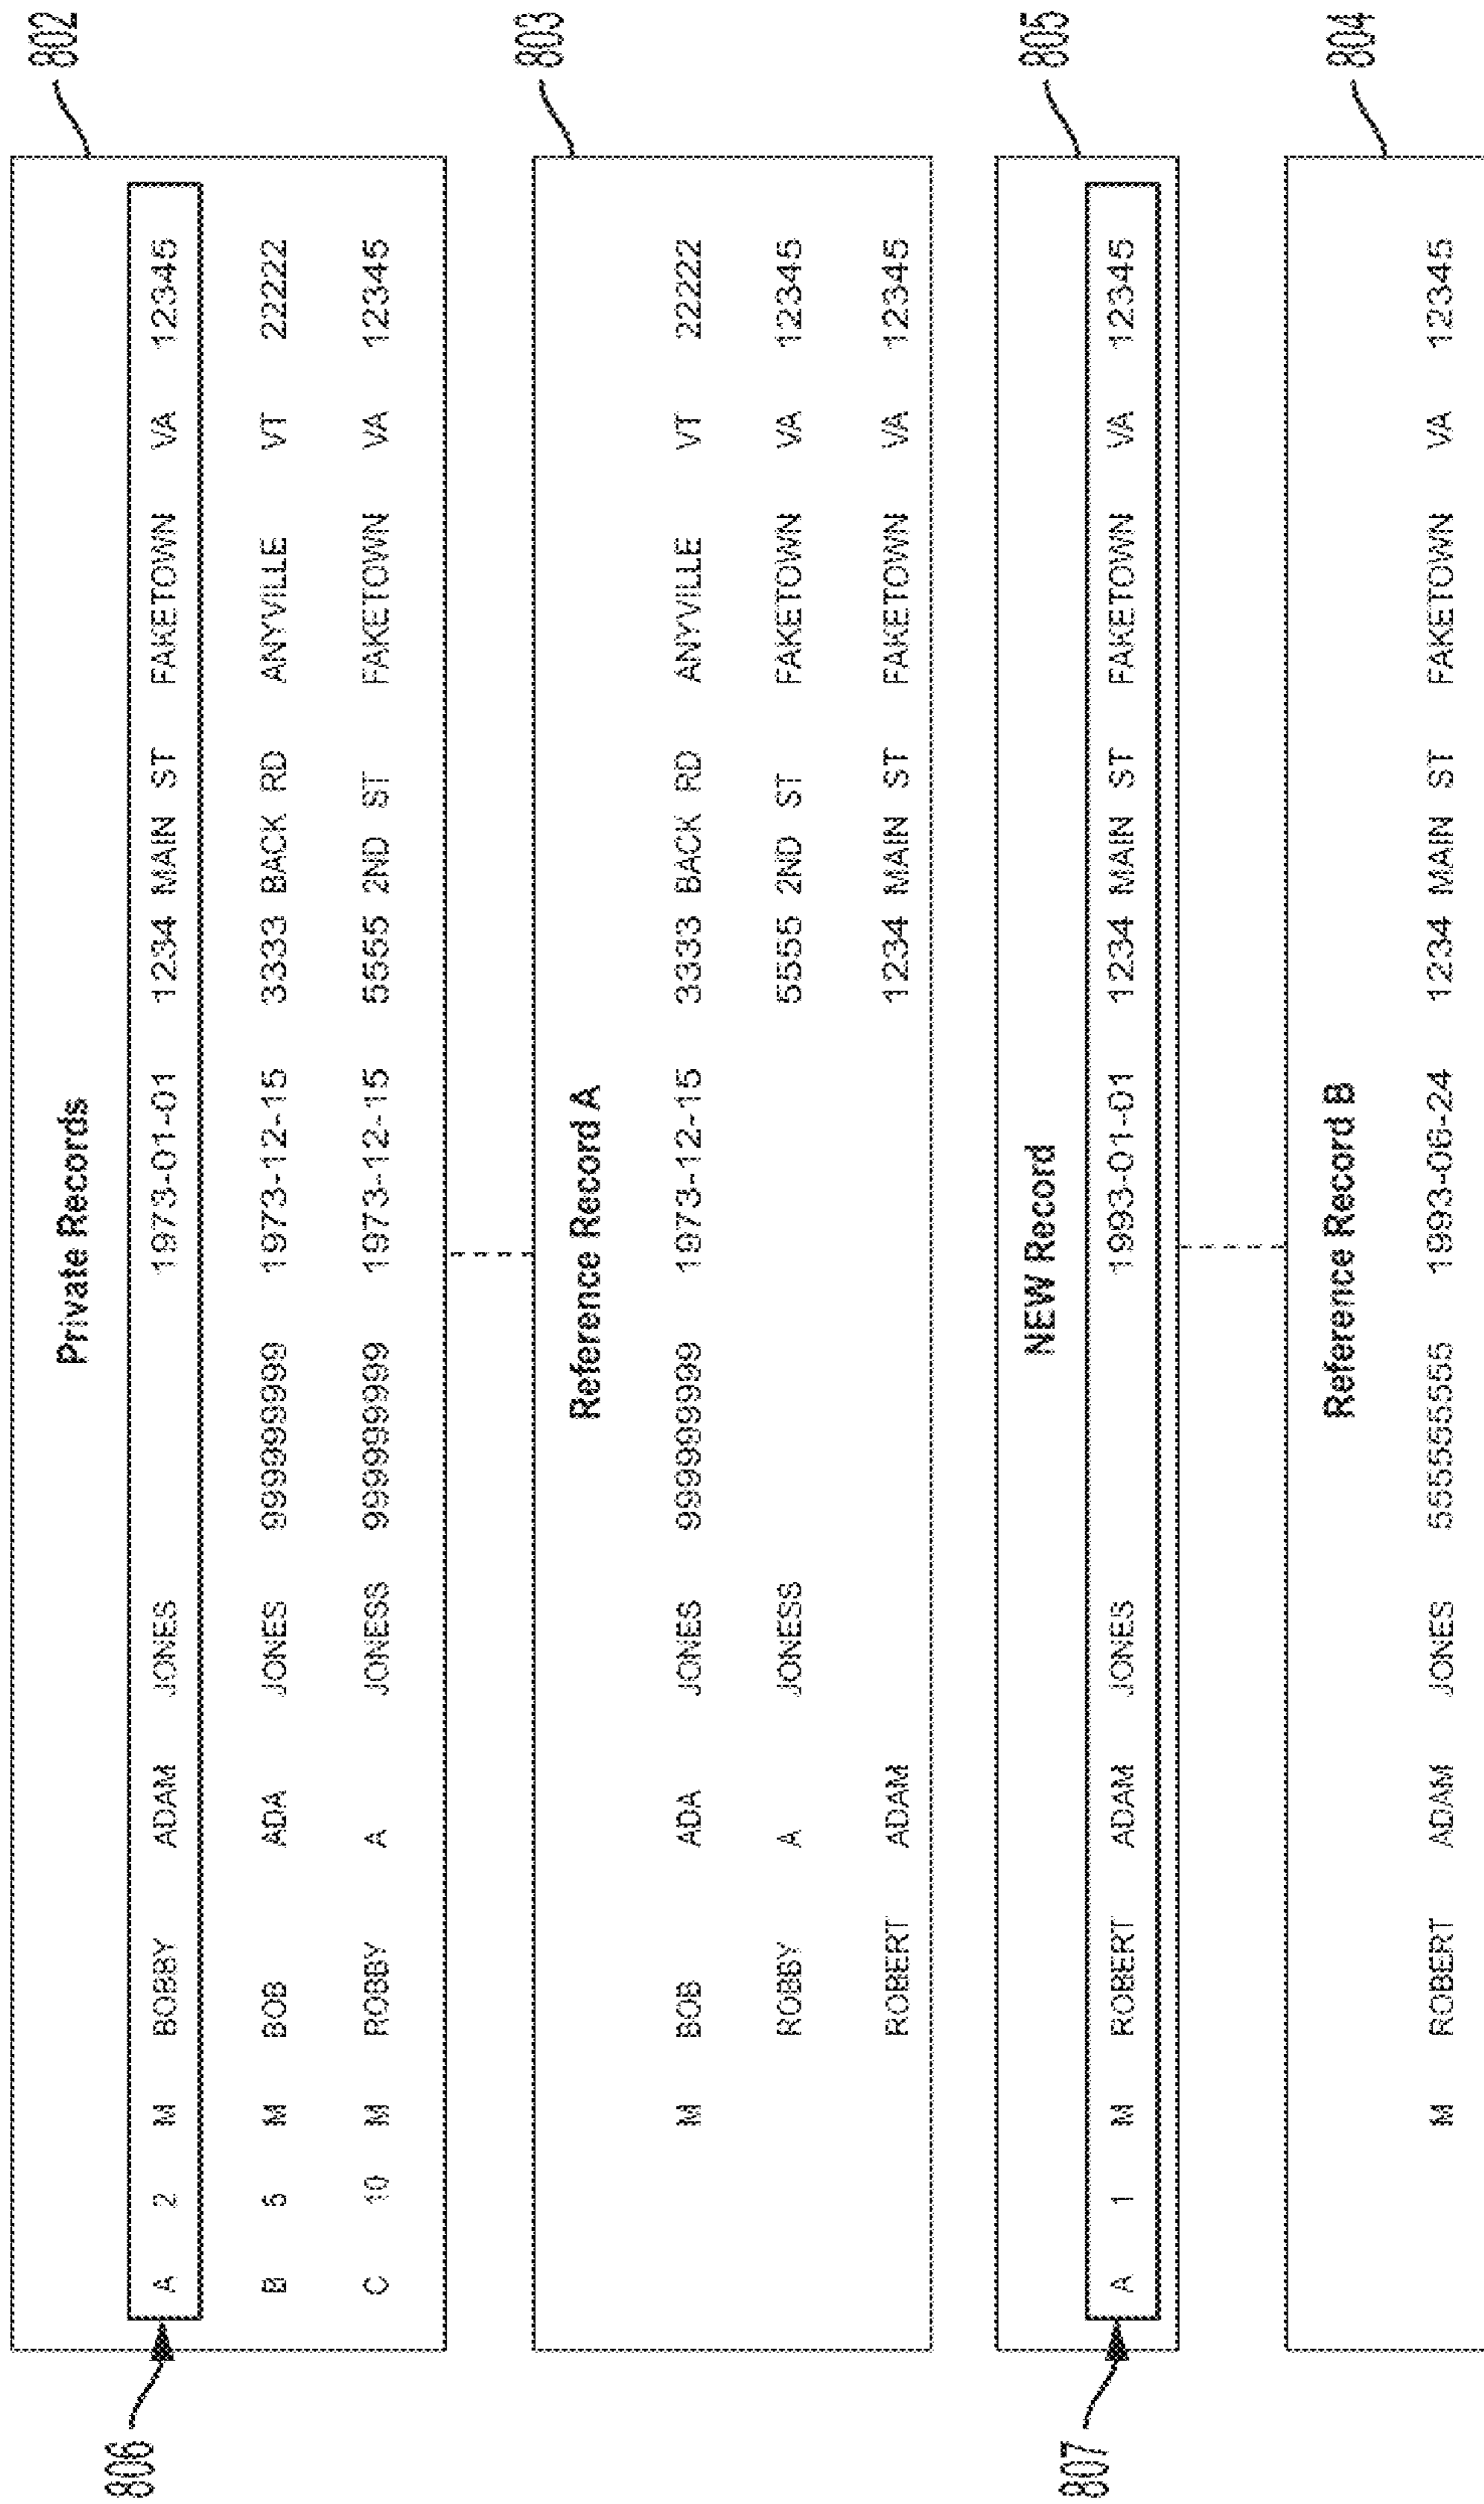 802
Private Records
806
A 2 M BOBBY ADAM JONES 1973-01-01 1234 MAIN ST FAKETOWN VA 12345
B 5 M BOB ADA JONES 999999999 1973-12-15 3333 BACK RD ANYVILLE VT 22222
C 10 M ROBBY A JONESS 999999999 1973-12-15 5555 2ND ST FAKETOWN VA 12345
803
Reference Record A
M BOB ADA JONES 999999999 1973-12-15 3333 BACK RD ANYVILLE VT 22222
ROBBY A JONESS 5555 2ND ST FAKETOWN VA 12345
ROBERT ADAM 1234 MAIN ST FAKETOWN VA 12345
805
NEW Record
807
A 1 M ROBERT ADAM JONES 1993-01-01 1234 MAIN ST FAKETOWN VA 12345
804
Reference Record B
M ROBERT ADAM JONES 555555555 1993-06-24 1234 MAIN ST FAKETOWN VA 12345